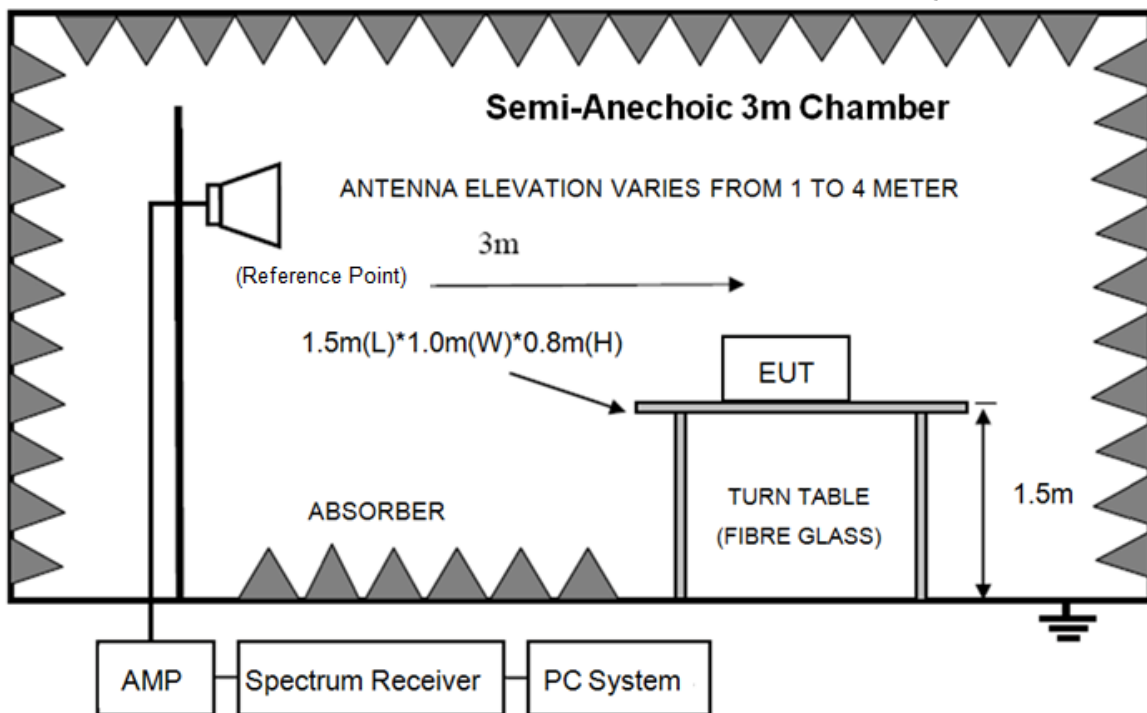 Semi-Anechoic 3m Chamber
ANTENNA ELEVATION VARIES FROM 1 TO 4 METER
3m
(Reference Point)
1.5m(L)*1.0m(W)*0.8m(H)
EUT
ABSORBER
TURN TABLE
(FIBRE GLASS)
1.5m
AMP
Spectrum Receiver
PC System